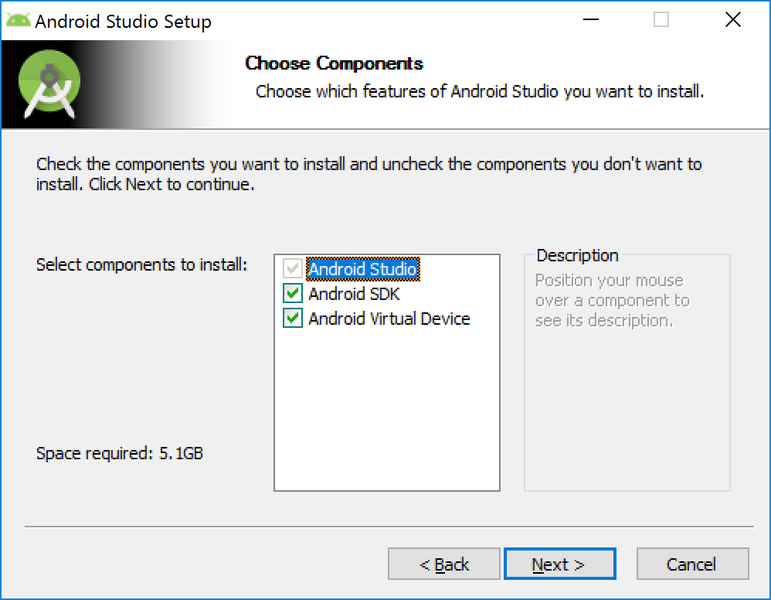 Android Studio Setup
Choose Components
Choose which features of Android Studio you want to install.
Check the components you want to install and uncheck the components you don't want to
install. Click Next to continue.
Select components to install:
Android Studio
Android SDK
Android Virtual Device
Description
Position your mouse
over a component to
see its description.
Space required: 5.1GB
< Back
Next >
Cancel